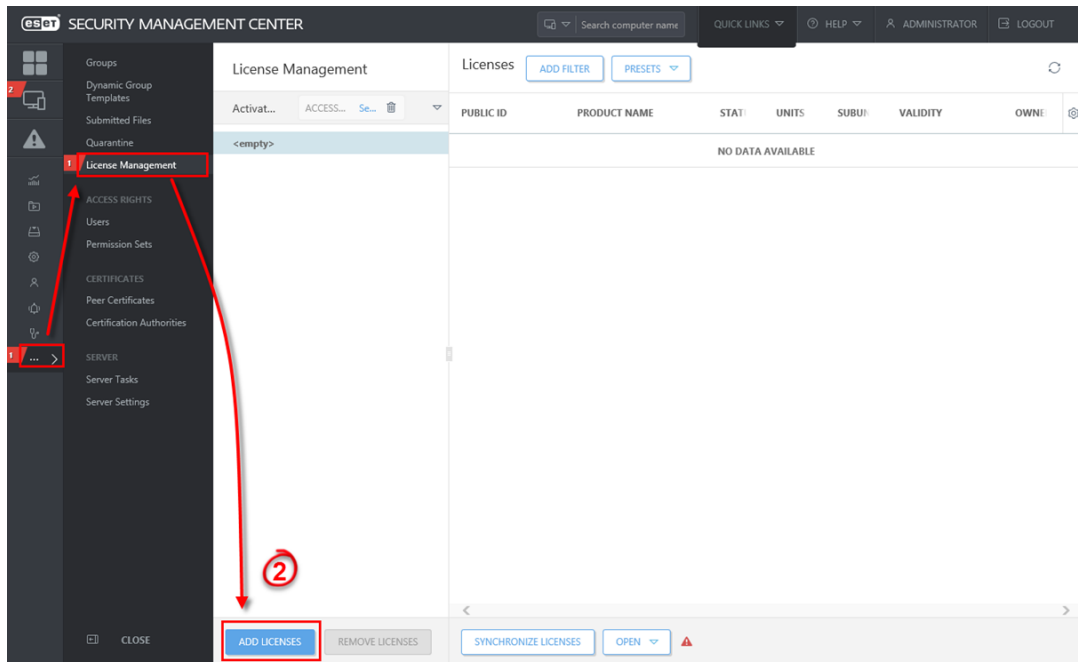 eset SECURITY MANAGEMENT CENTER
Search computer name
QUICK LINKS
HELP
ADMINISTRATOR
LOGOUT
2
1
...
Groups
Dynamic Group
Templates
Submitted Files
Quarantine
1 License Management
ACCESS RIGHTS
Users
Permission Sets
CERTIFICATES
Peer Certificates
Certification Authorities
SERVER
Server Tasks
Server Settings
CLOSE
License Management
Activat... ACCESS... Se...
<empty>
2
ADD LICENSES REMOVE LICENSES
Licenses ADD FILTER PRESETS
PUBLIC ID PRODUCT NAME STAT UNITS SUBUN VALIDITY OWNE
NO DATA AVAILABLE
SYNCHRONIZE LICENSES OPEN